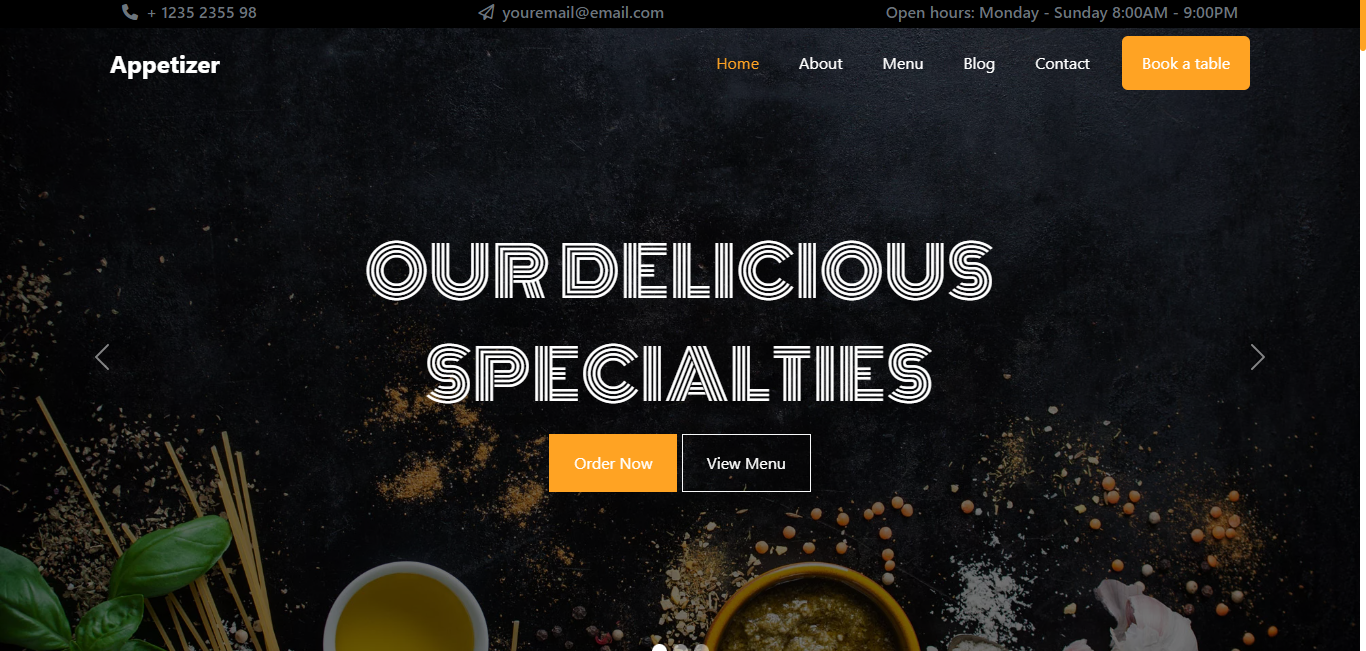 + 1235 2355 98
youremail@email.com
Open hours: Monday - Sunday 8:00AM - 9:00PM
Appetizer
Home
About
Menu
Blog
Contact
Book a table
OUR DELICIOUS
SPECIALTIES
Order Now
View Menu